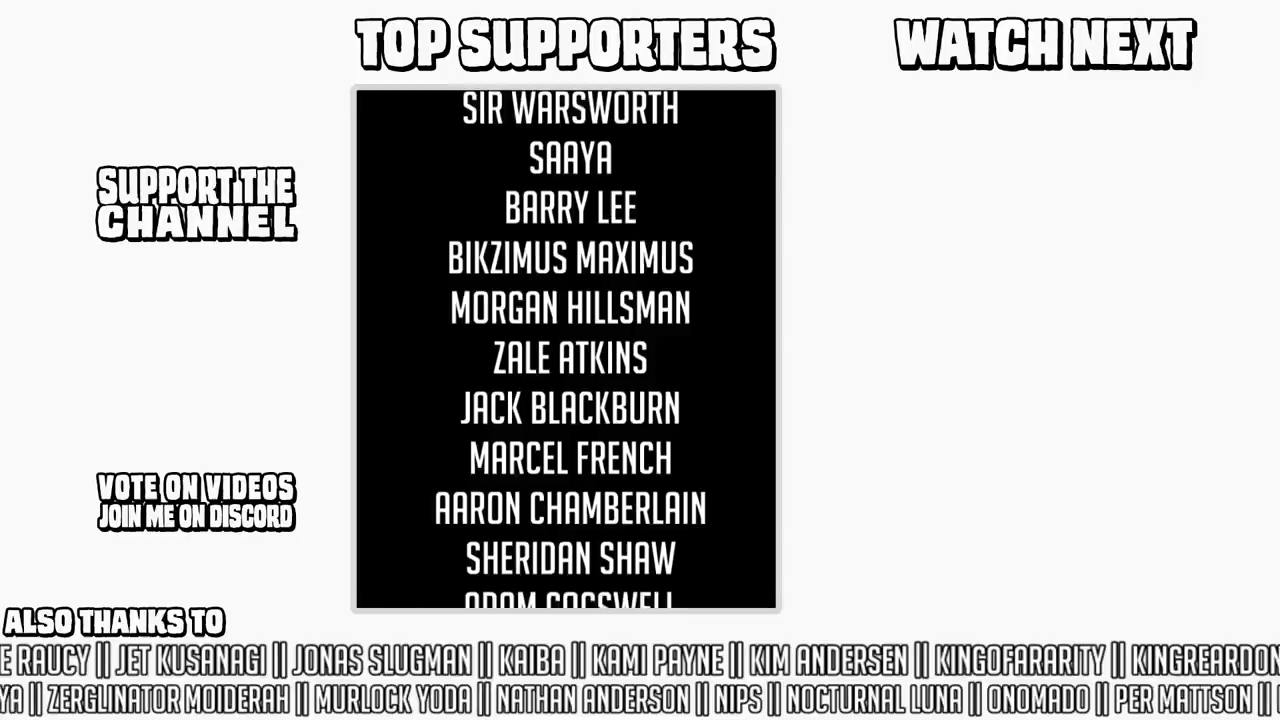 TOP SUPPORTERS
WATCH NEXT
SIR WARSWORTH
SAAYA
BARRY LEE
BIKZIMUS MAXIMUS
MORGAN HILLSMAN
ZALE ATKINS
JACK BLACKBURN
MARCEL FRENCH
AARON CHAMBERLAIN
SHERIDAN SHAW
ADAM
SUPPORT THE
CHANNEL
VOTE ON VIDEOS
JOIN ME ON DISCORD
ALSO THANKS TO
E RAUCY || JET KUSANAGI || JONAS SLUGMAN || KAIBA || KAMI PAYNE || KIM ANDERSEN || KINGOFARARITY || KINGREARDON
YA || ZERGLINATOR MOIDERAH || MURLOCK YODA || NATHAN ANDERSON || NIPS || NOCTURNAL LUNA || ONOMADO || PER MATTSON ||